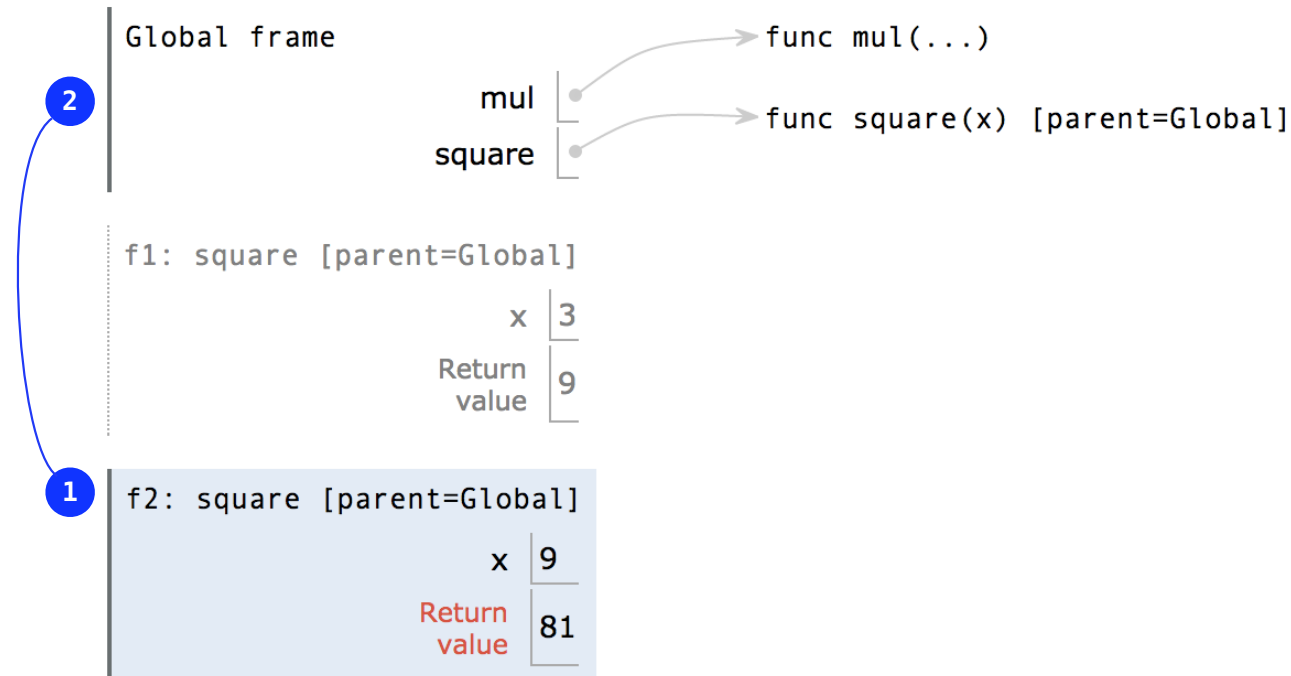 Global frame
func mul(...)
2
mul
func square(x) [parent=Global]
square
f1: square [parent=Global]
x 3
Return
value 9
1
f2: square [parent=Global]
x 9
Return
value 81